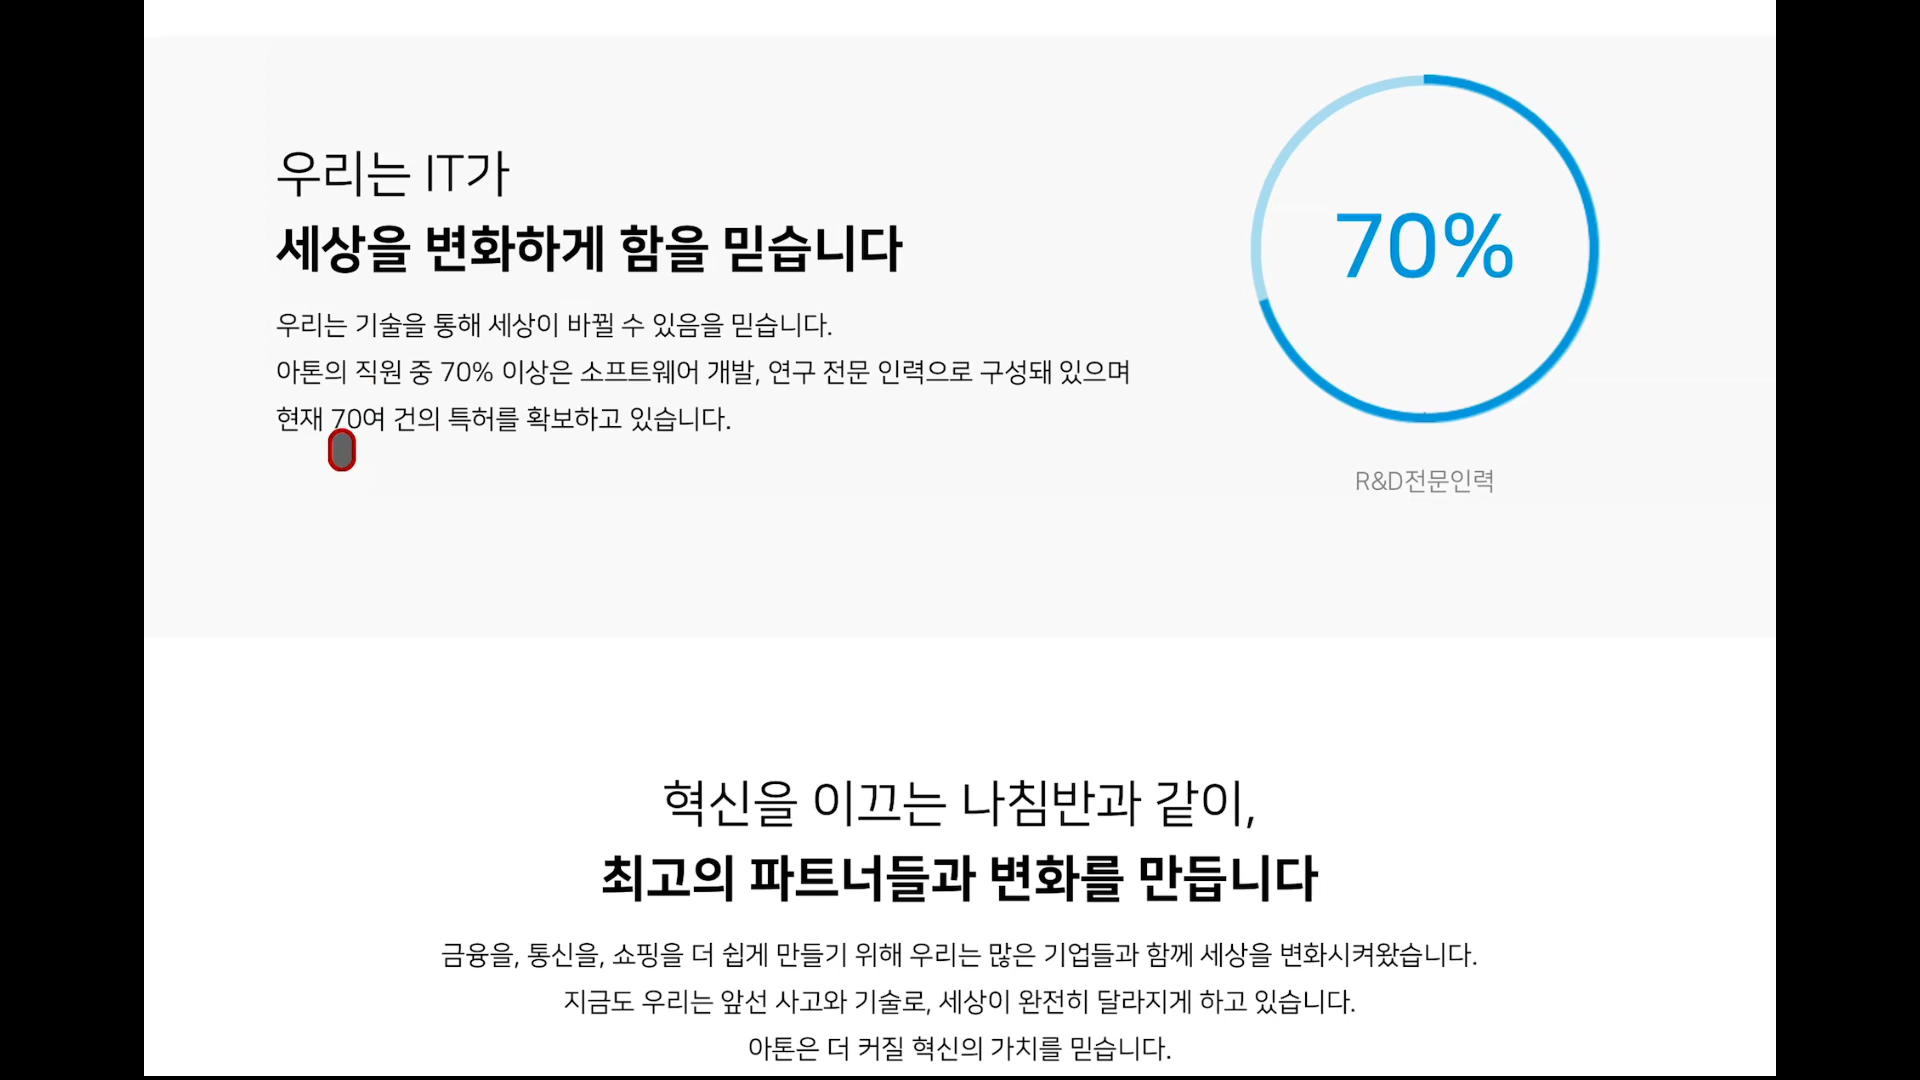 우리는 IT가
세상을 변화하게 함을 믿습니다
우리는 기술을 통해 세상이 바뀔 수 있음을 믿습니다.
아톤의 직원 중 70% 이상은 소프트웨어 개발, 연구 전문 인력으로 구성돼 있으며
현재 70여 건의 특허를 확보하고 있습니다.
70%
R&D전문인력
혁신을 이끄는 나침반과 같이,
최고의 파트너들과 변화를 만듭니다
금융을, 통신을, 쇼핑을 더 쉽게 만들기 위해 우리는 많은 기업들과 함께 세상을 변화시켜왔습니다.
지금도 우리는 앞선 사고와 기술로, 세상이 완전히 달라지게 하고 있습니다.
아톤은 더 커질 혁신의 가치를 믿습니다.